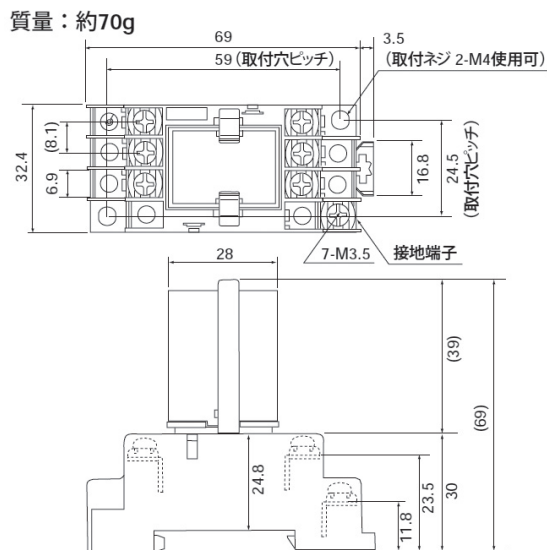 質量：約70g
69
3.5
59 (取付穴ピッチ)
(取付ネジ 2-M4使用可)
32.4
(8.1)
6.9
16.8
24.5
(取付穴ピッチ)
28
7-M3.5
接地端子
(39)
(69)
24.8
11.8
23.5
30